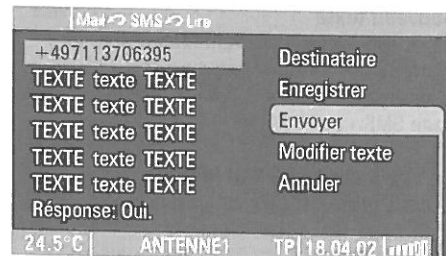 Mail SMS Lire
+497113706395
TEXTE texte TEXTE
TEXTE texte TEXTE
TEXTE texte TEXTE
TEXTE texte TEXTE
TEXTE texte TEXTE
Résponse: Oui.
Destinataire
Enregistrer
Envoyer
Modifier texte
Annuler
24.5°C ANTENNE1 TP 18.04.02